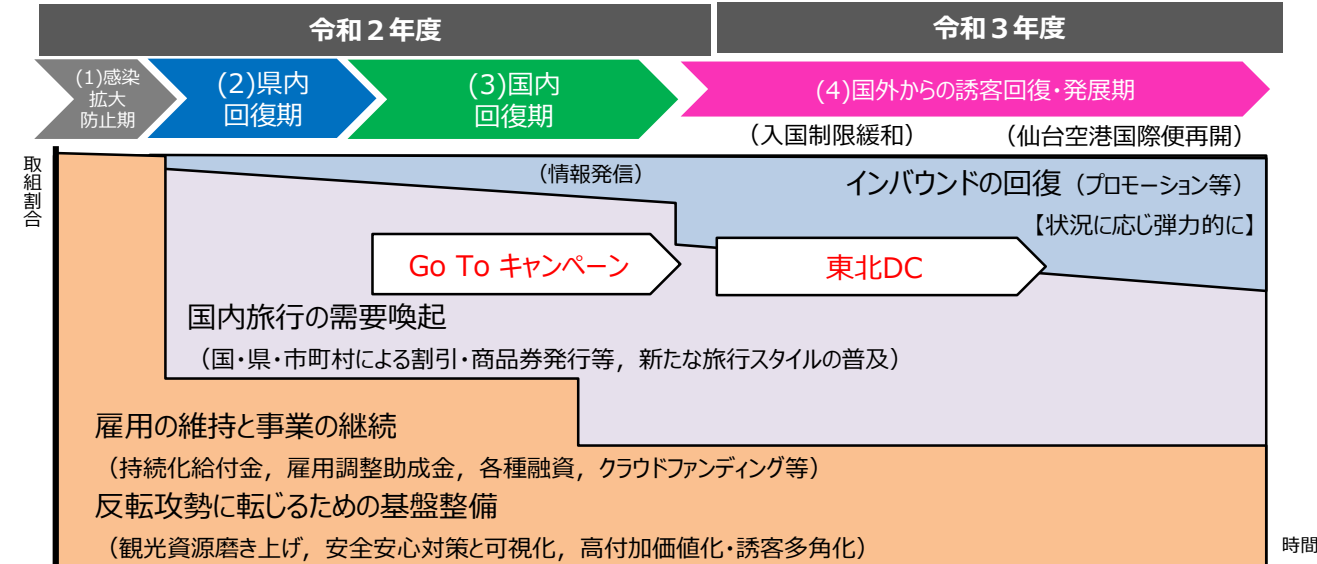 令和２年度
令和３年度
(1)感染
拡大
防止期
(2)県内
回復期
(3)国内
回復期
(4)国外からの誘客回復・発展期
（入国制限緩和）
（仙台空港国際便再開）
取組割合
（情報発信）
インバウンドの回復（プロモーション等）
【状況に応じ弾力的に】
Go To キャンペーン
東北DC
国内旅行の需要喚起
（国・県・市町村による割引・商品券発行等，新たな旅行スタイルの普及）
雇用の維持と事業の継続
（持続化給付金，雇用調整助成金，各種融資，クラウドファンディング等）
反転攻勢に転じるための基盤整備
（観光資源磨き上げ，安全安心対策と可視化，高付加価値化・誘客多角化）
時間